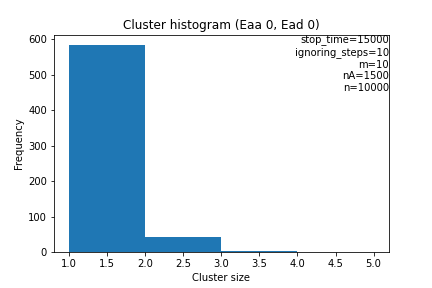 Cluster histogram (Eaa 0, Ead 0)
stop_time=15000
ignoring_steps=10
m=10
nA=1500
n=10000
600
500
400
300
200
100
0
Frequency
1.0 1.5 2.0 2.5 3.0 3.5 4.0 4.5 5.0
Cluster size